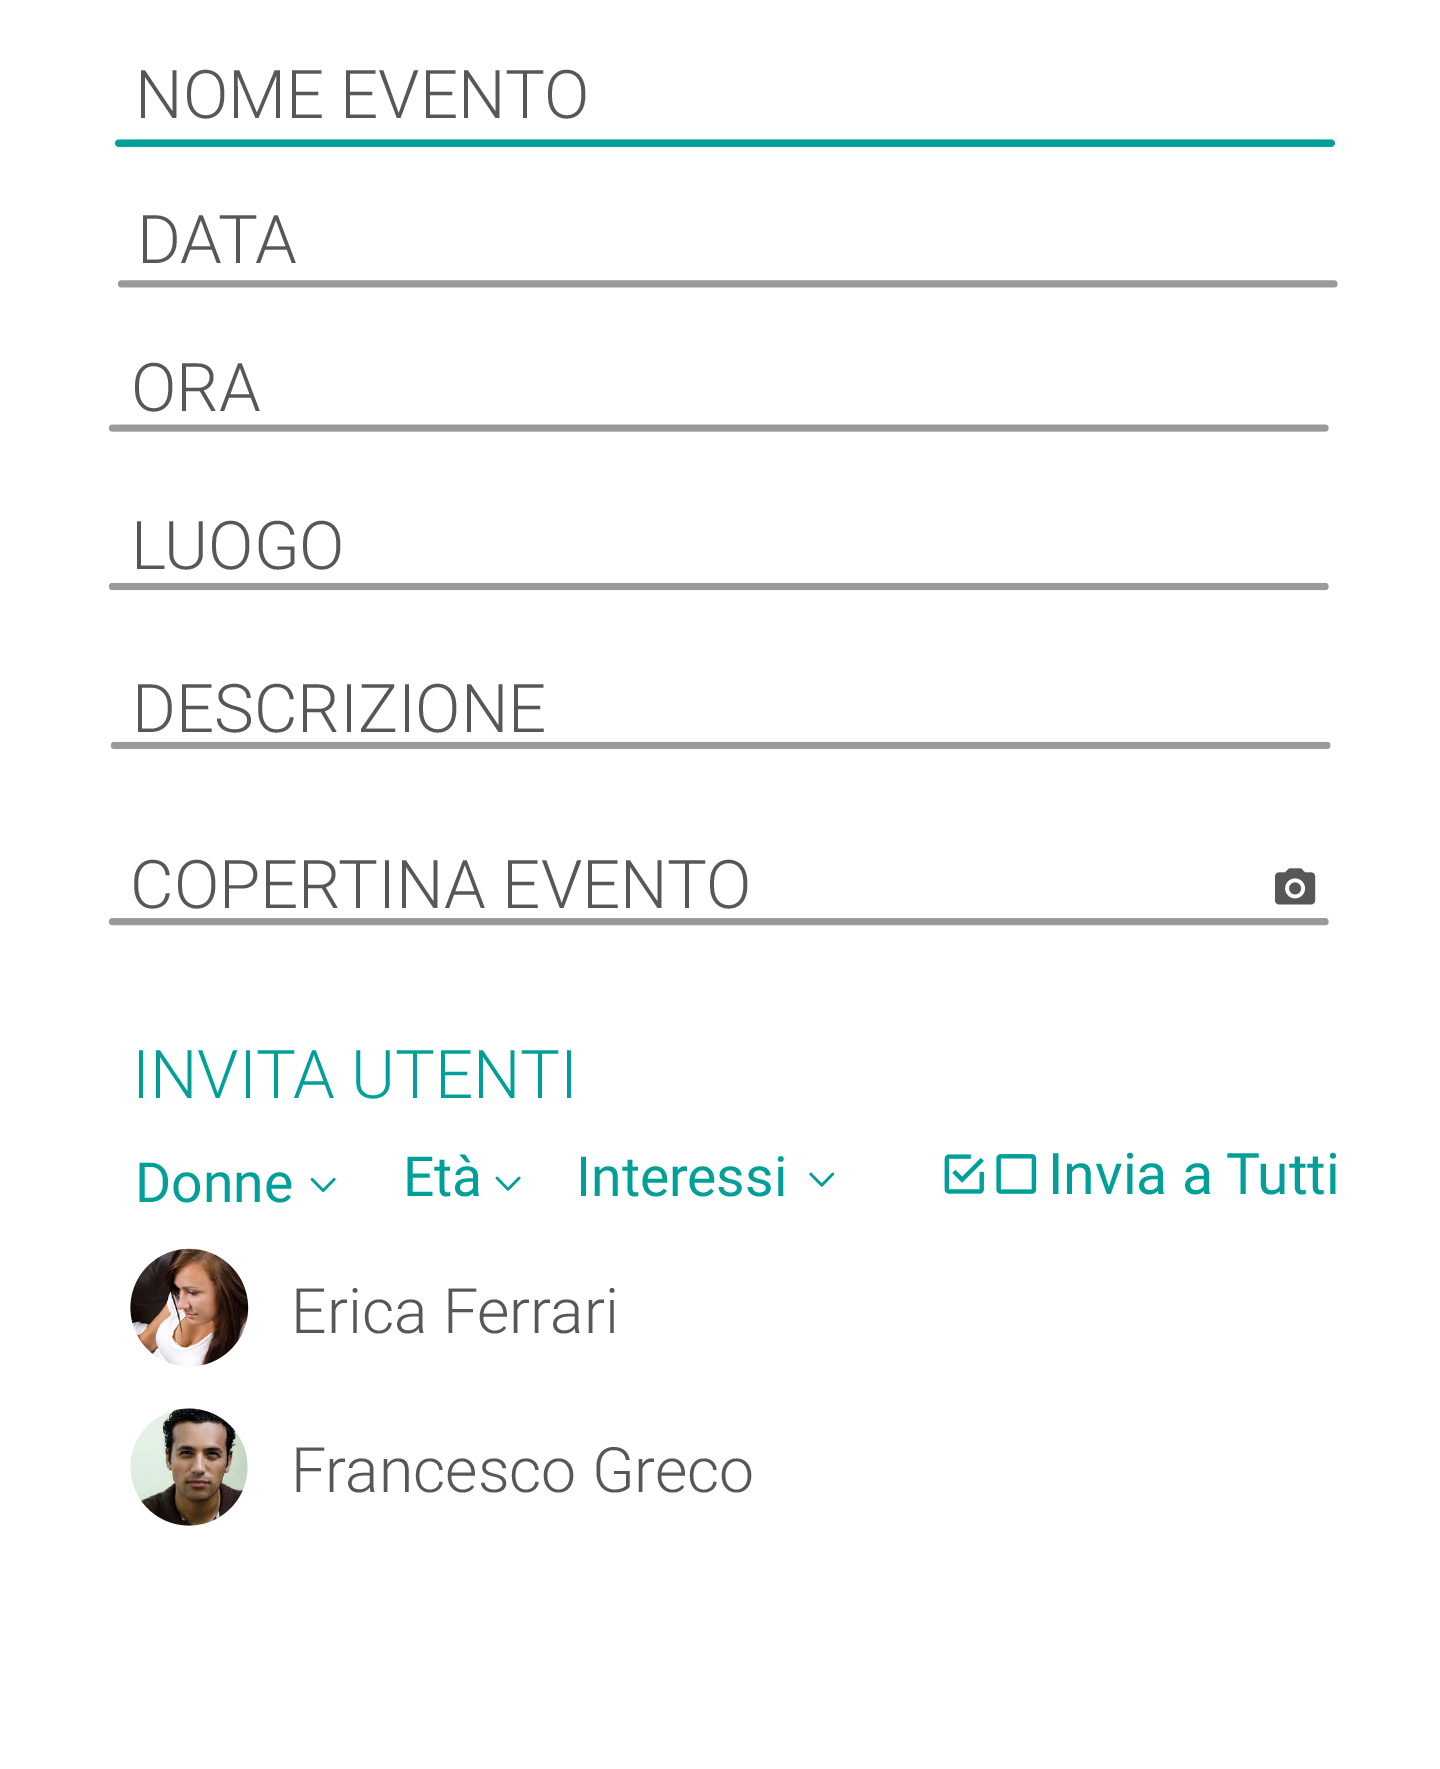 NOME EVENTO
DATA
ORA
LUOGO
DESCRIZIONE
COPERTINA EVENTO
INVITA UTENTI
Donne Età Interessi Invia a Tutti
Erica Ferrari
Francesco Greco